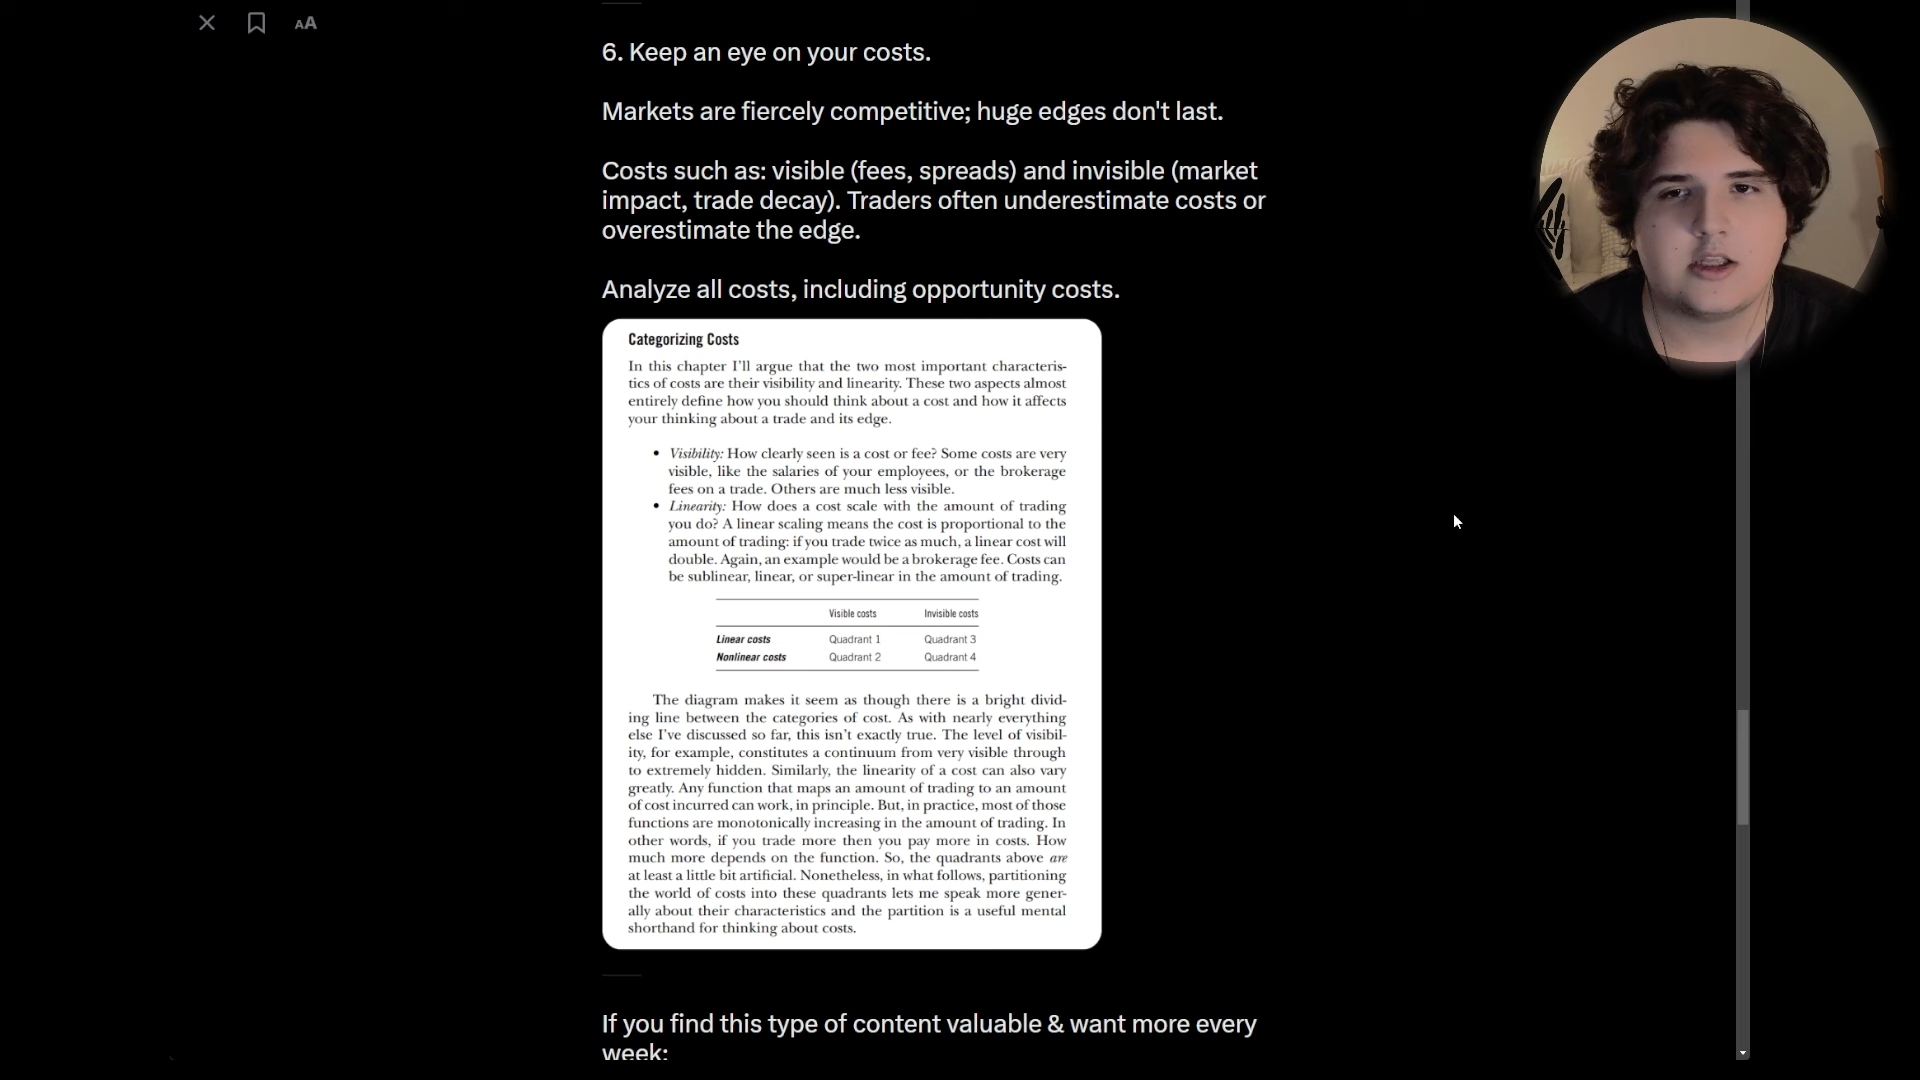 AA
6. Keep an eye on your costs.
Markets are fiercely competitive; huge edges don't last.
Costs such as: visible (fees, spreads) and invisible (market
impact, trade decay). Traders often underestimate costs or
overestimate the edge.
Analyze all costs, including opportunity costs.
Categorizing Costs
In this chapter I'll argue that the two most important characteris-
tics of costs are their visibility and linearity. These two aspects almost
entirely define how you should think about a cost and how it affects
your thinking about a trade and its edge.
• Visibility: How clearly seen is a cost or fee? Some costs are very
visible, like the salaries of your employees, or the brokerage
fees on a trade. Others are much less visible.
• Linearity: How does a cost scale with the amount of trading
you do? A linear scaling means the cost is proportional to the
amount of trading: if you trade twice as much, a linear cost will
double. Again, an example would be a brokerage fee. Costs can
be sublinear, linear, or super-linear in the amount of trading.
Visible costs Invisible costs
Linear costs Quadrant 1 Quadrant 3
Nonlinear costs Quadrant 2 Quadrant 4
The diagram makes it seem as though there is a bright divid-
ing line between the categories of cost. As with nearly everything
else I've discussed so far, this isn't exactly true. The level of visibil-
ity, for example, constitutes a continuum from very visible through
to extremely hidden. Similarly, the linearity of a cost can also vary
greatly. Any function that maps an amount of trading to an amount
of cost incurred can work, in principle. But, in practice, most of those
functions are monotonically increasing in the amount of trading. In
other words, if you trade more then you pay more in costs. How
much more depends on the function. So, the quadrants above are
at least a little bit artificial. Nonetheless, in what follows, partitioning
the world of costs into these quadrants lets me speak more gener-
ally about their characteristics and the partition is a useful mental
shorthand for thinking about costs.
If you find this type of content valuable & want more every
week: